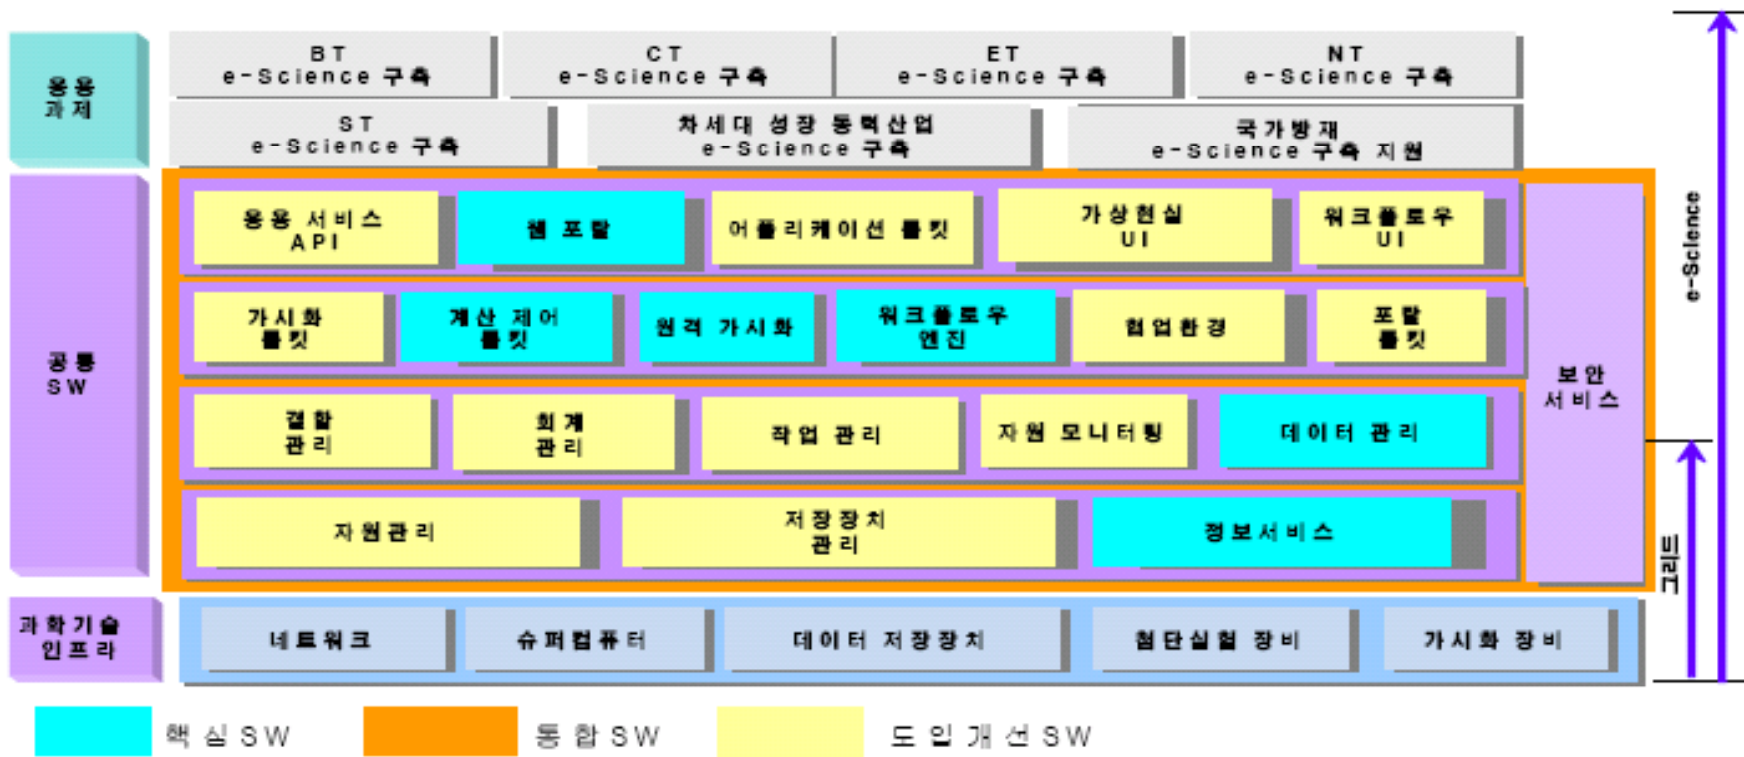 응용
과제
BT
e-Science 구축
CT
e-Science 구축
ET
e-Science 구축
NT
e-Science 구축
ST
e-Science 구축
차세대 성장 동력산업
e-Science 구축
국가방재
e-Science 구축 지원
공통
SW
응용 서비스
API
웹 포탈
어플리케이션 툴킷
가상현실
UI
워크플로우
UI
가시화
툴킷
계산 제어
툴킷
원격 가시화
워크플로우
엔진
협업환경
포탈
툴킷
결함
관리
회계
관리
작업 관리
자원 모니터링
데이터 관리
자원관리
저장장치
관리
정보서비스
보안
서비스
과학기술
인프라
네트워크
슈퍼컴퓨터
데이터 저장장치
첨단실험 장비
가시화 장비
e-Science
그리드
핵심SW
통합SW
도입개선SW